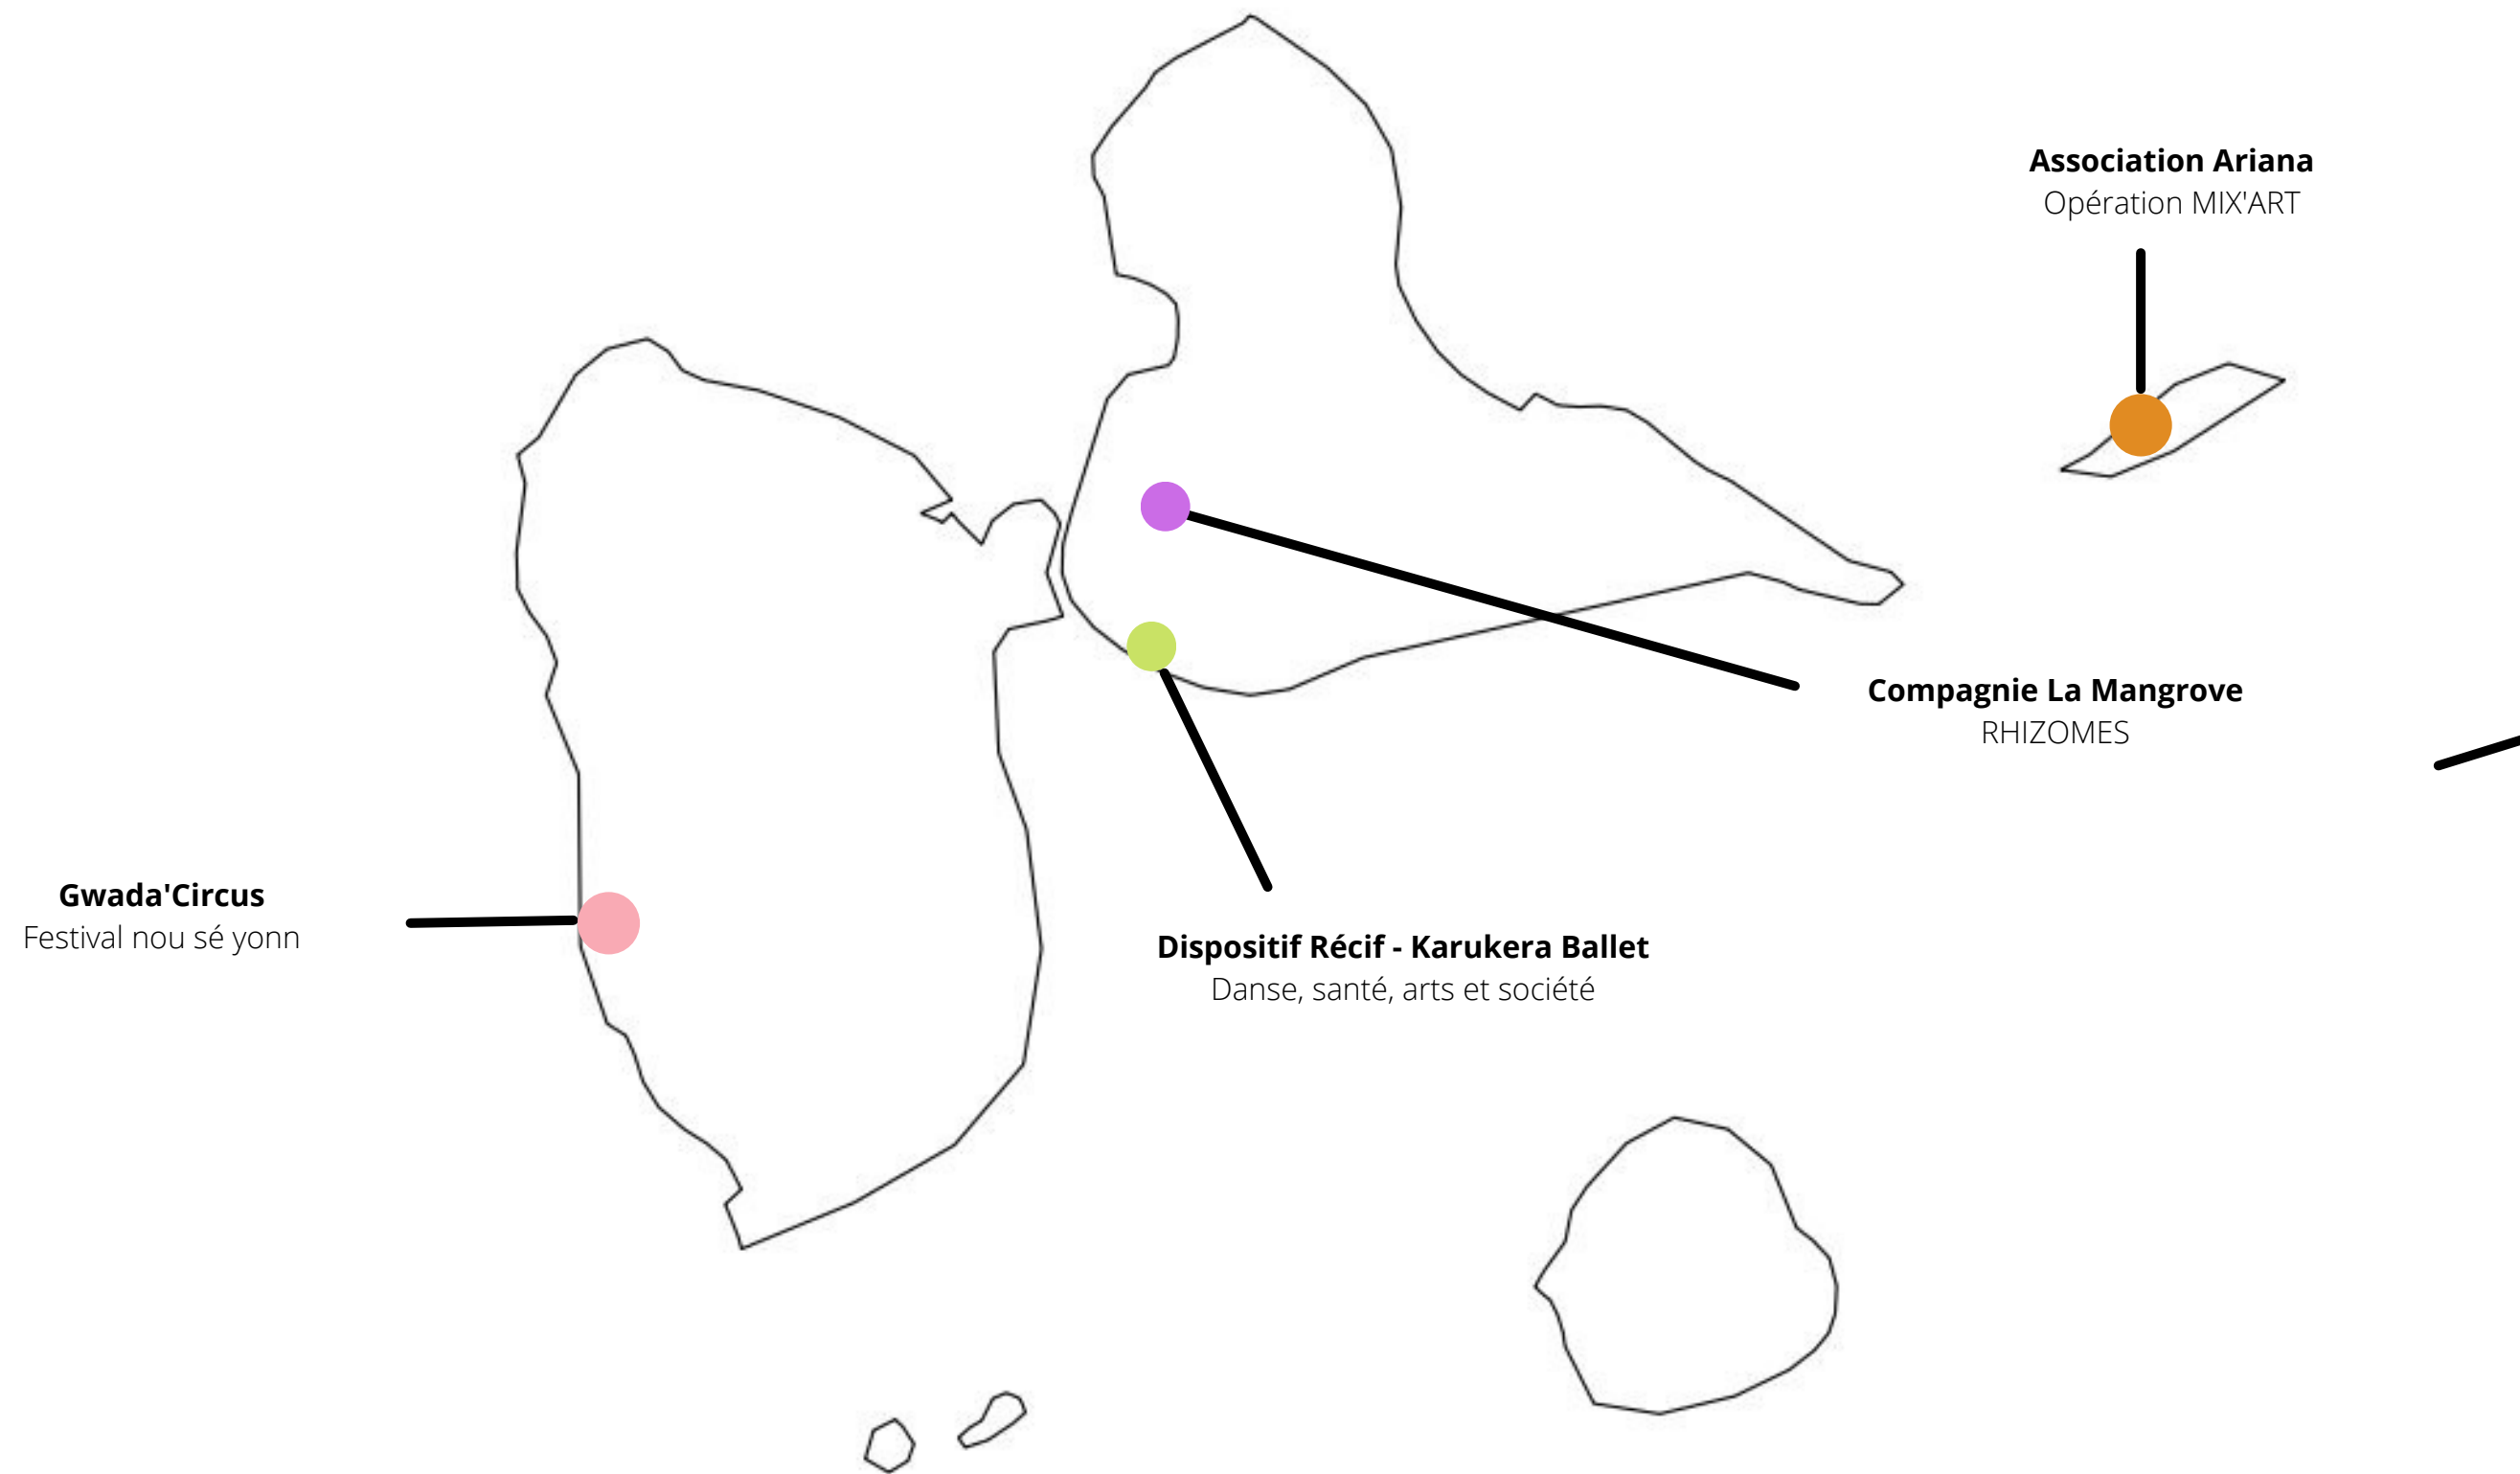 Association Ariana
Opération MIX'ART
Compagnie La Mangrove
RHIZOMES
Gwada'Circus
Festival nou sé yonn
Dispositif Récif - Karukera Ballet
Danse, santé, arts et société